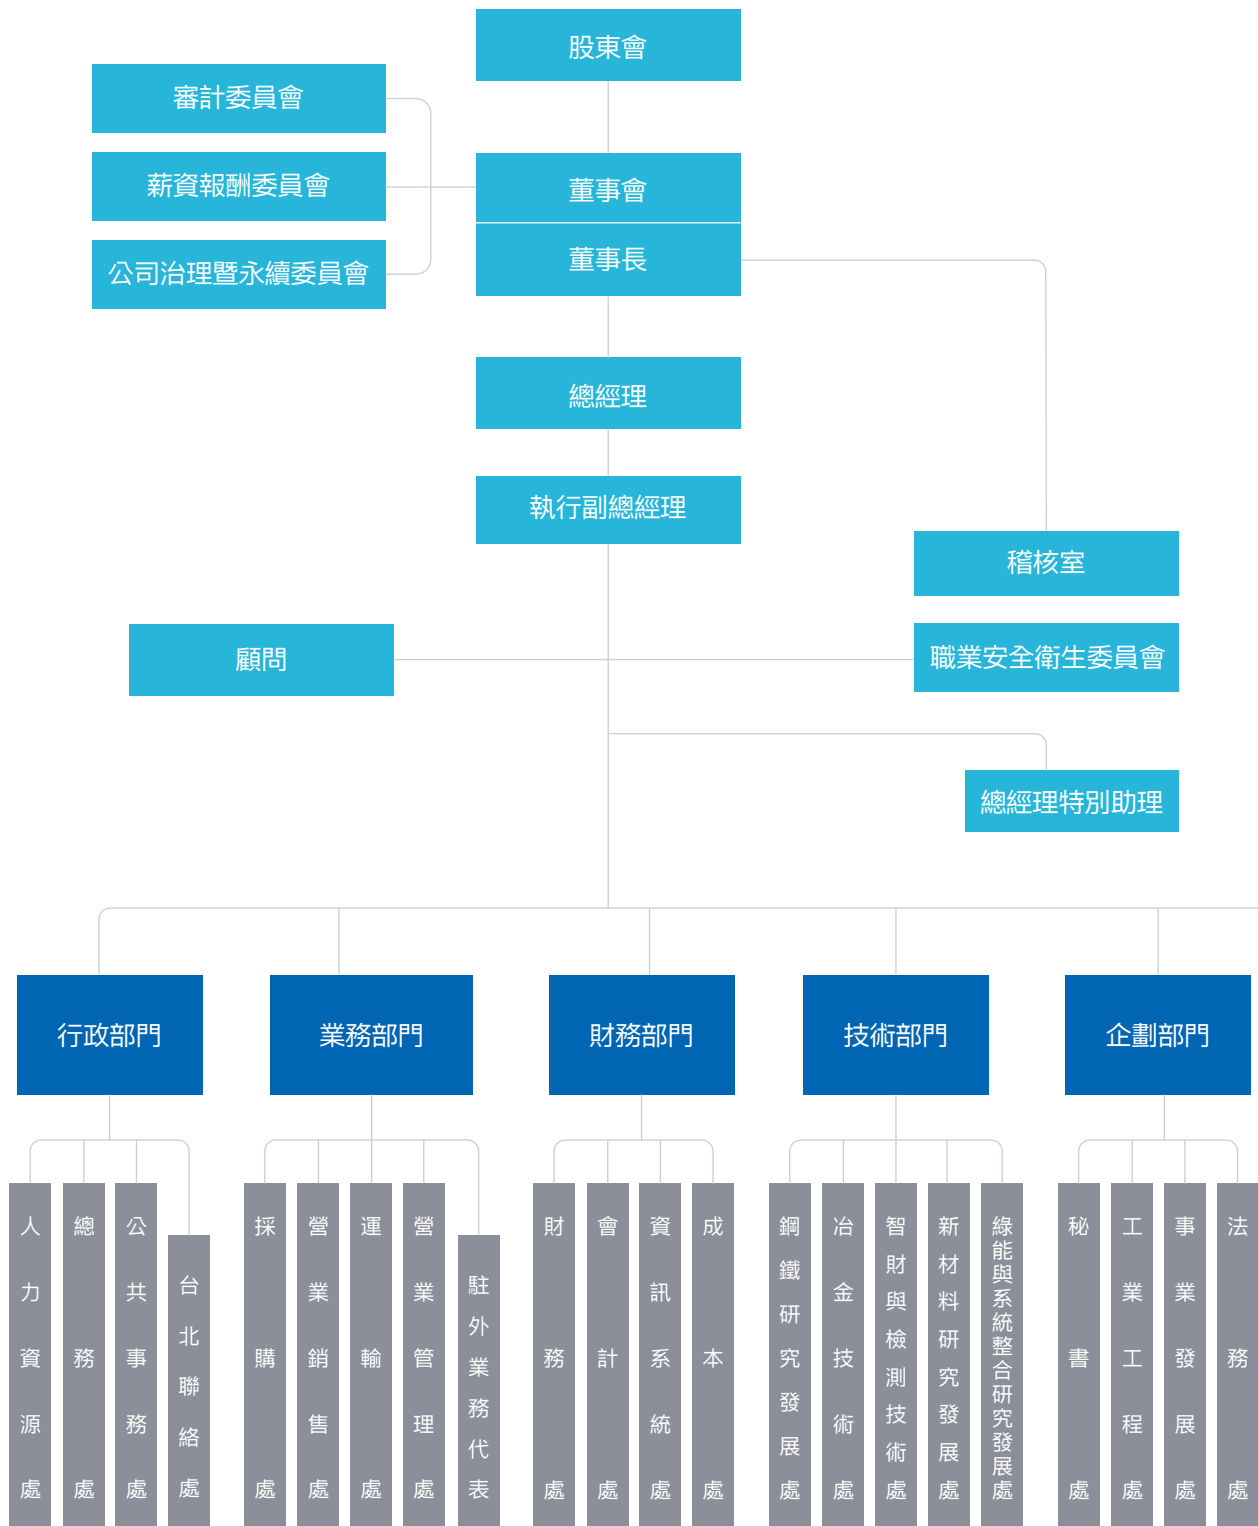 股東會
審計委員會
薪資報酬委員會
公司治理暨永續委員會
董事會
董事長
總經理
執行副總經理
稽核室
顧問
職業安全衛生委員會
總經理特別助理
行政部門
業務部門
財務部門
技術部門
企劃部門
人力資源處
總務處
公共事務處
台北聯絡處
採購處
營業銷售處
運輸處
營業管理處
駐外業務代表
財務處
會計處
資訊系統處
成本處
鋼鐵研究發展處
冶金技術處
智財與檢測技術處
新材料研究發展處
綠能與系統整合研究發展處
秘書處
工業工程處
事業發展處
法務處